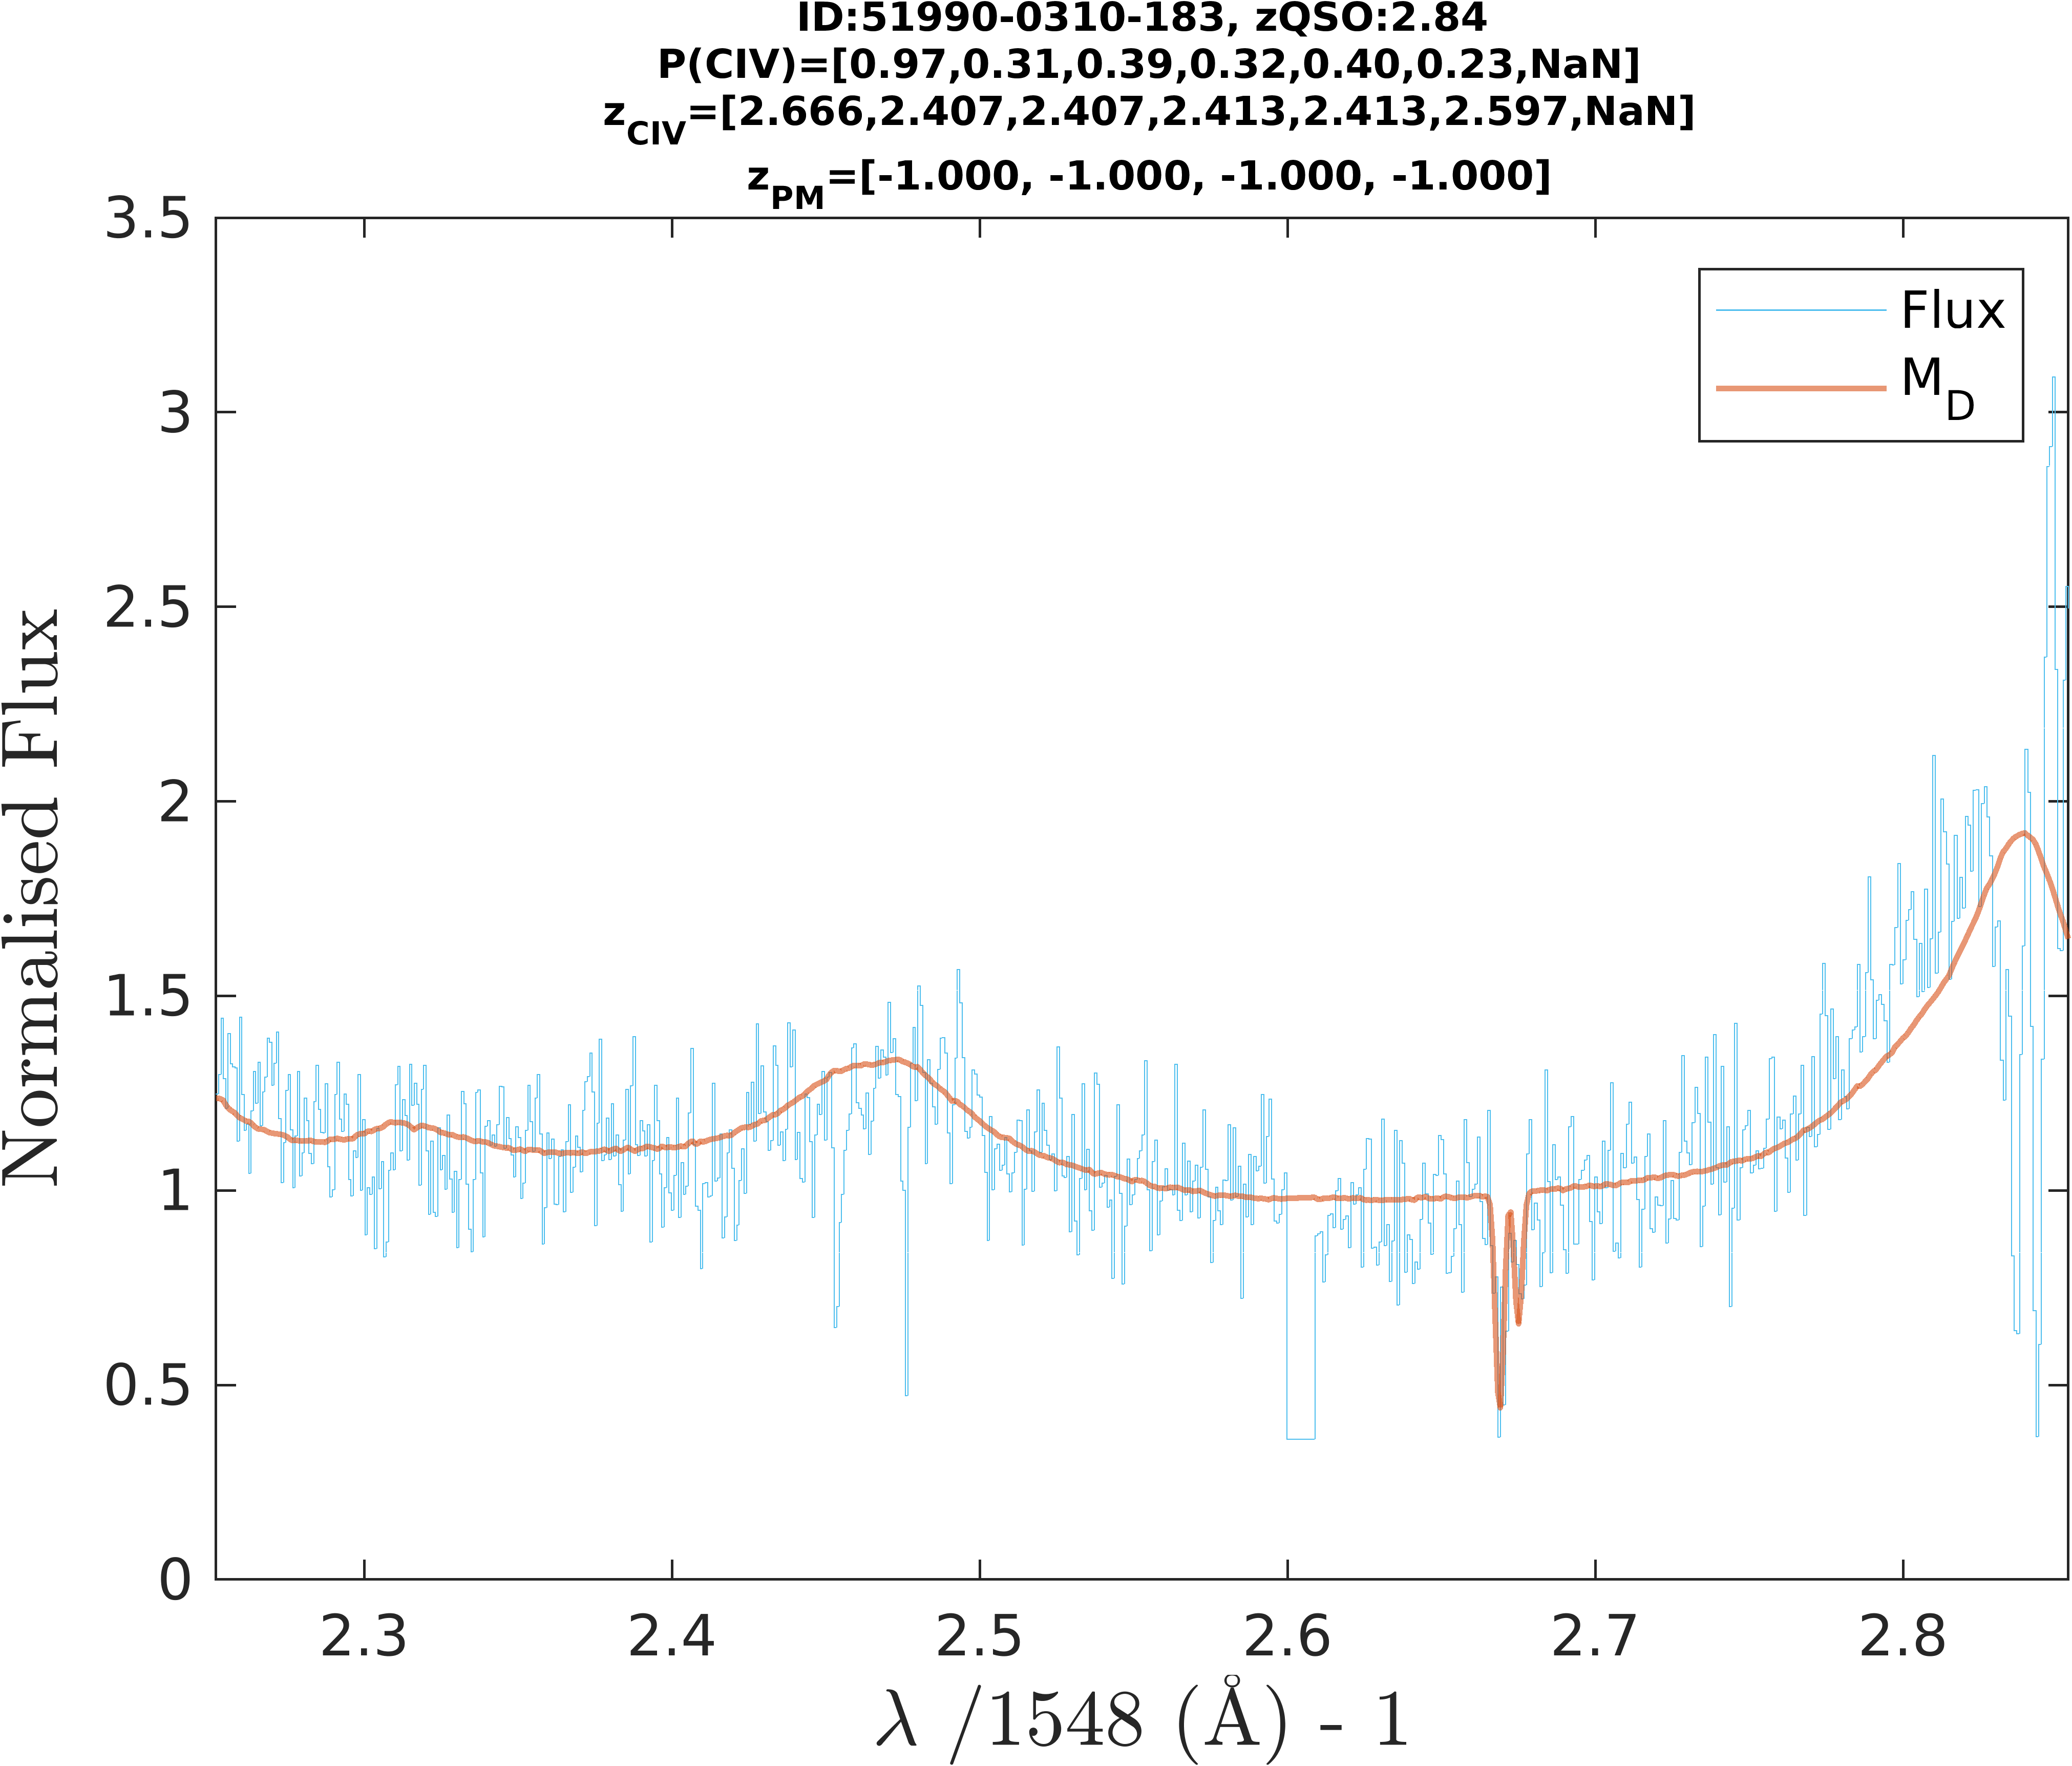 ID:51990-0310-183, zQSO:2.84
P(CIV)=[0.97,0.31,0.39,0.32,0.40,0.23,NaN]
zCIV=[2.666,2.407,2.407,2.413,2.413,2.597,NaN]
zPM=[-1.000, -1.000, -1.000, -1.000]
3.5
3
2.5
2
1.5
1
0.5
0
Normalised Flux
Flux
MD
2.3 2.4 2.5 2.6 2.7 2.8
λ /1548 (Å) - 1